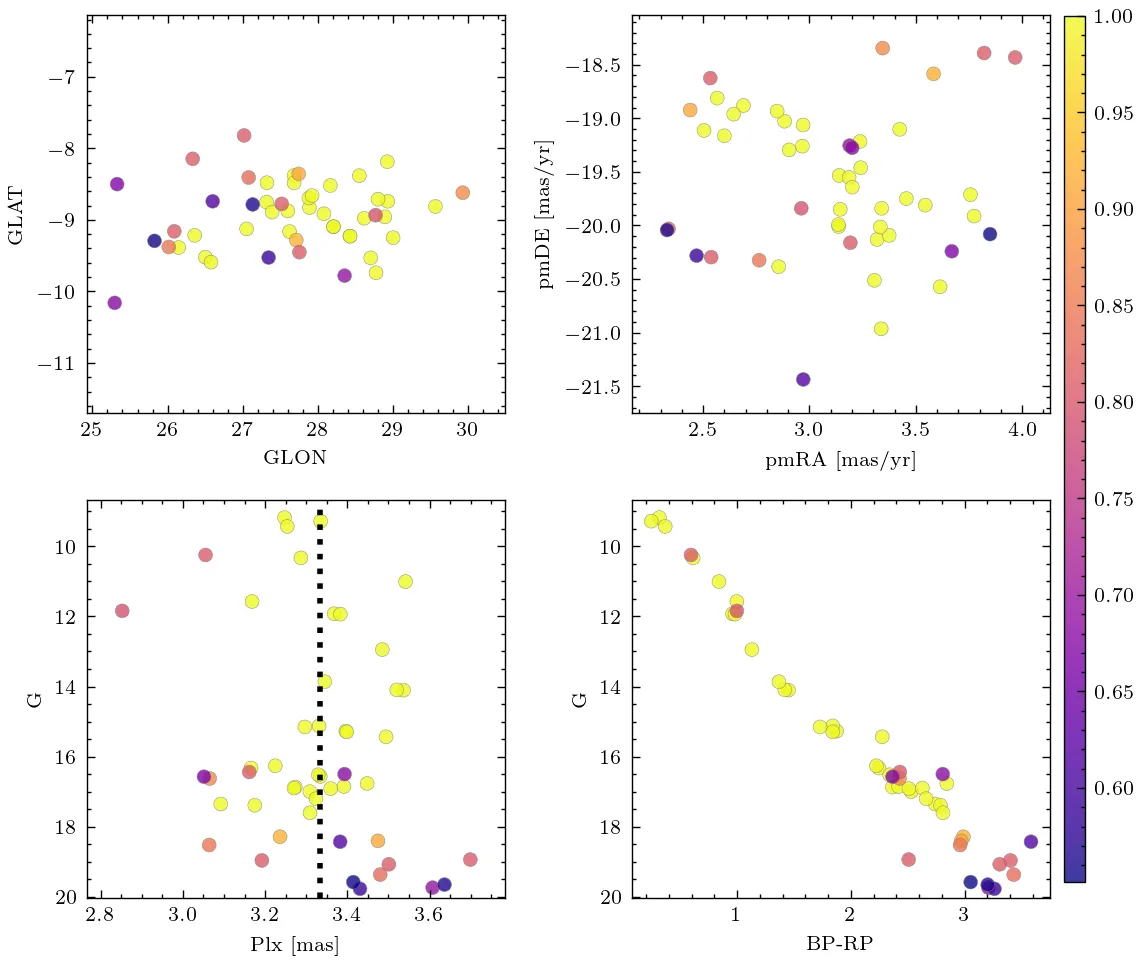 −7
−8
−9
−10
−11
GLAT
25 26 27 28 29 30
GLON
−18.5
−19.0
−19.5
−20.0
−20.5
−21.0
−21.5
pmDE [mas/yr]
2.5 3.0 3.5 4.0
pmRA [mas/yr]
10
12
14
16
18
20
G
2.8 3.0 3.2 3.4 3.6
Plx [mas]
10
12
14
16
18
20
G
1 2 3
BP-RP
1.00
0.95
0.90
0.85
0.80
0.75
0.70
0.65
0.60